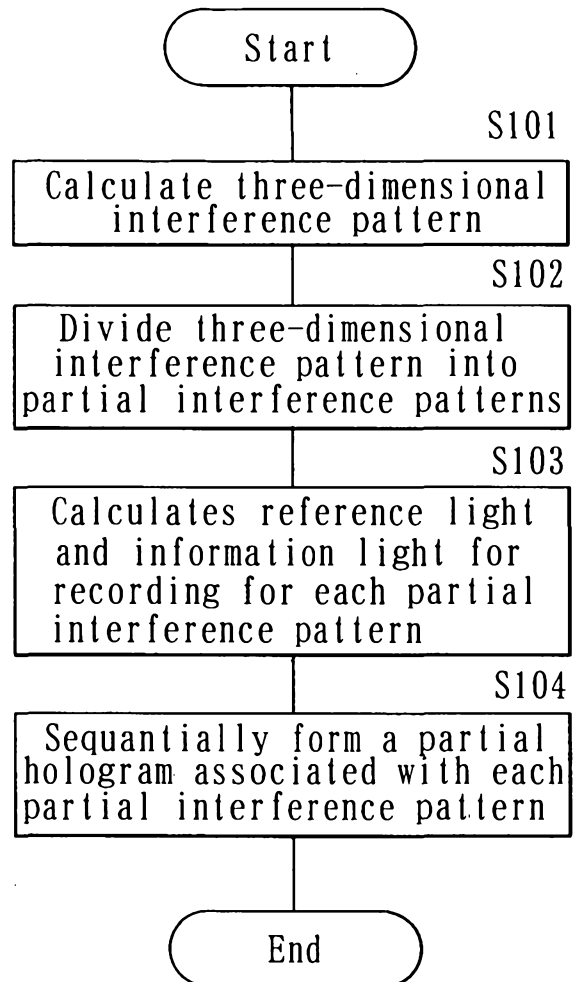 Start
S101
Calculate three-dimensional
interference pattern
S102
Divide three-dimensional
interference pattern into
partial interference patterns
S103
Calculates reference light
and information light for
recording for each partial
interference pattern
S104
Sequantially form a partial
hologram associated with each
partial interference pattern
End